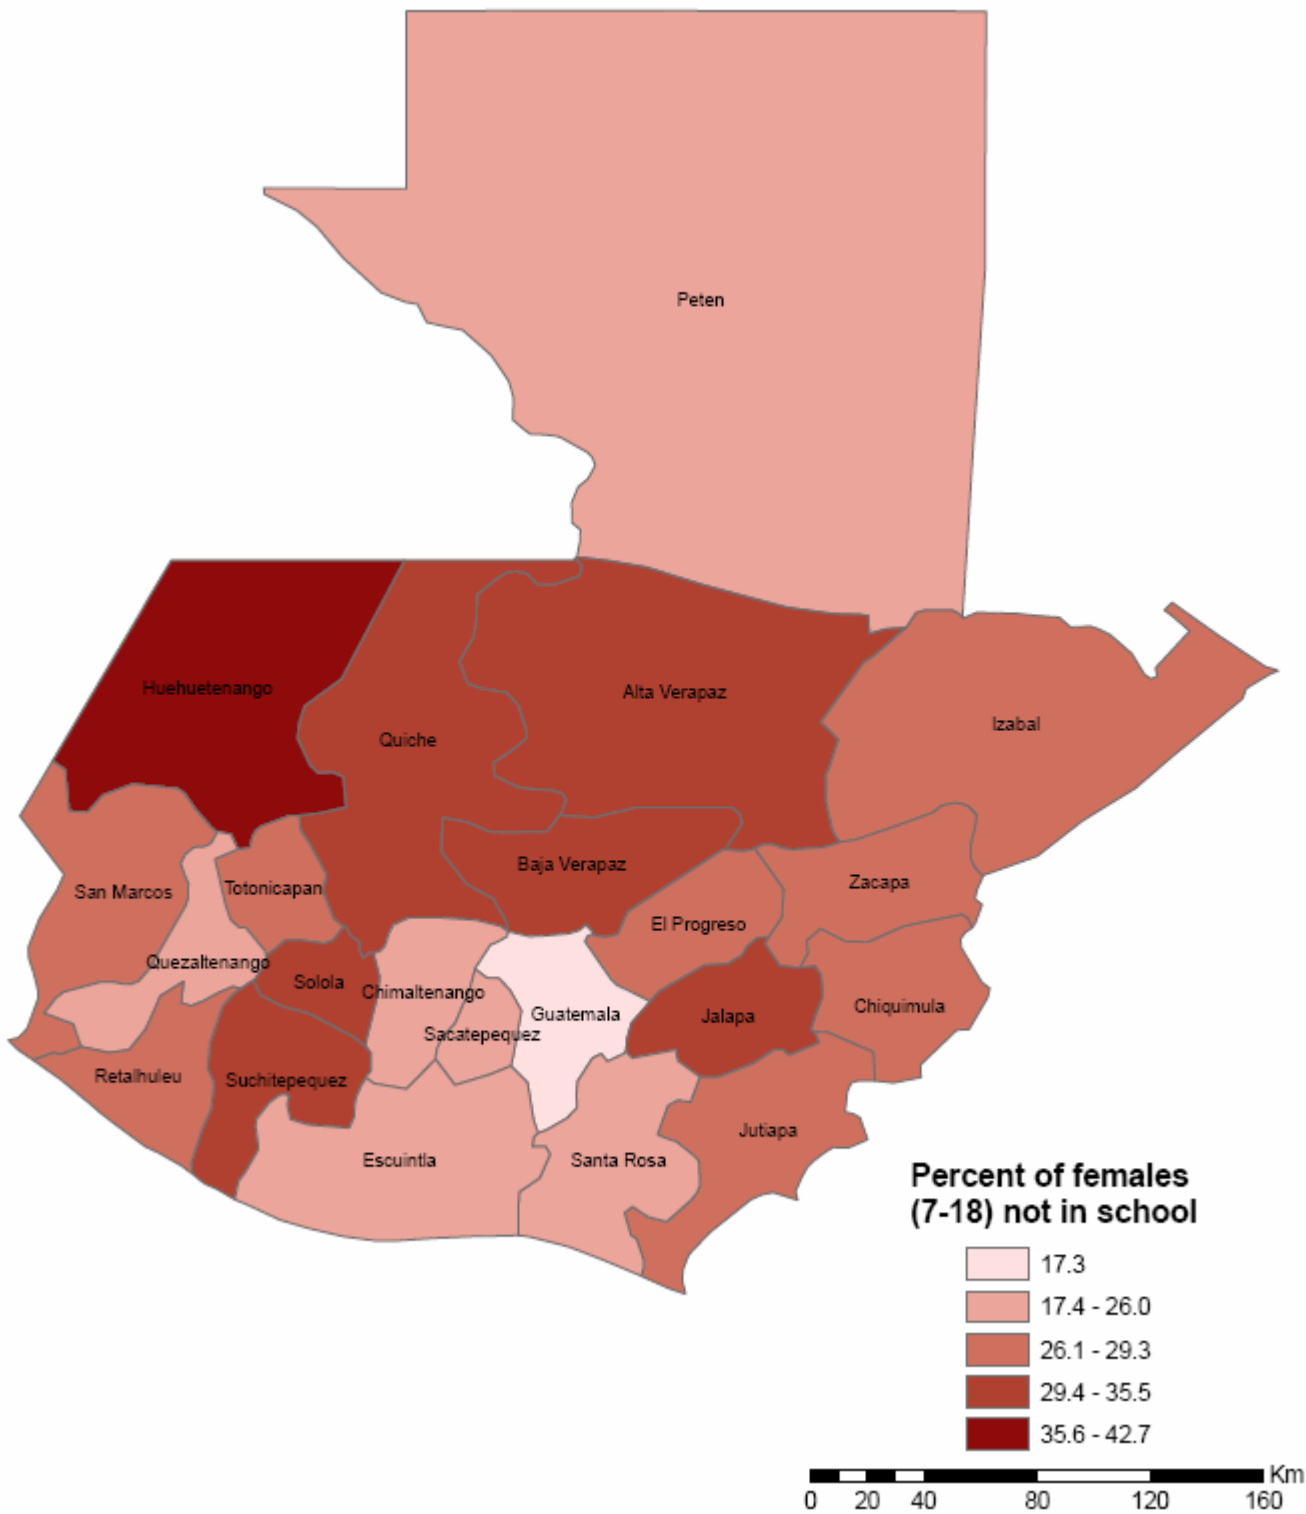 Peten
Huehuetenango
Alta Verapaz
Izabal
Quiche
Baja Verapaz
Zacapa
San Marcos
Totonicapan
El Progreso
Quezaltenango
Solola
Chimaltenango
Guatemala
Jalapa
Chiquimula
Sacatepequez
Retalhuleu
Suchitepequez
Jutiapa
Escuintla
Santa Rosa
Percent of females
(7-18) not in school
17.3
17.4 - 26.0
26.1 - 29.3
29.4 - 35.5
35.6 - 42.7
Km
0 20 40 80 120 160